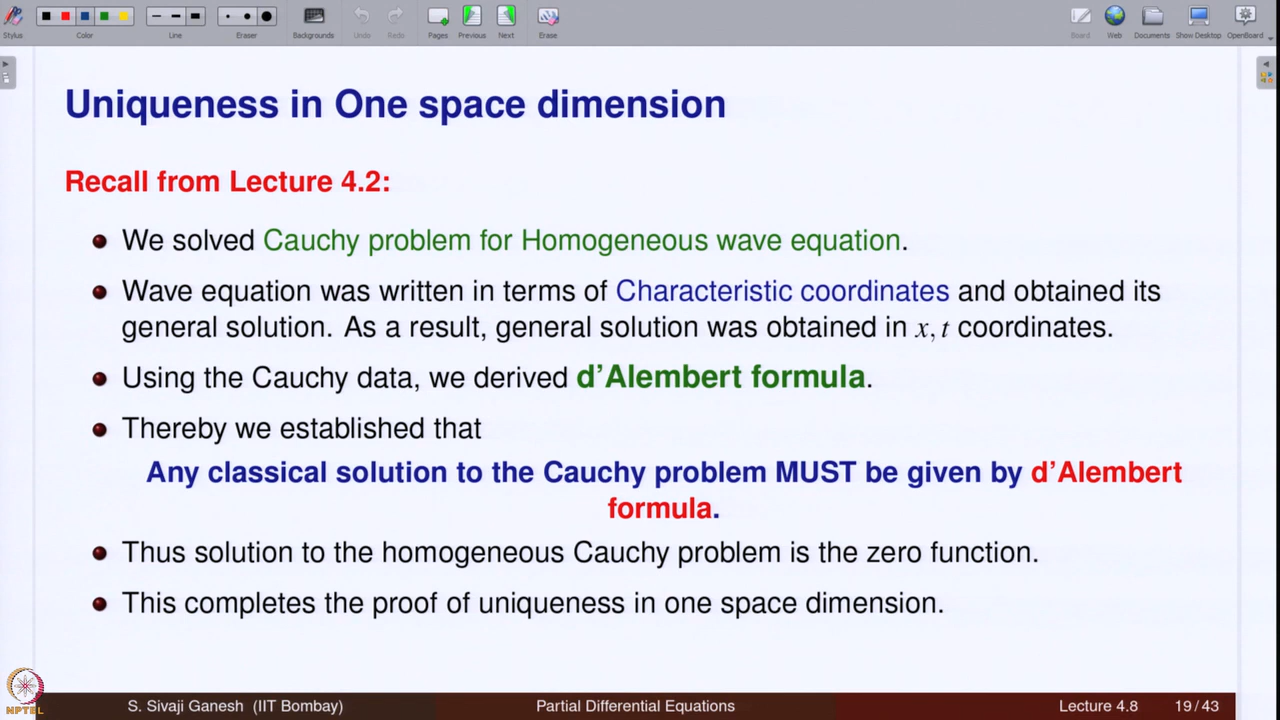 Stylus
Color
Line
Eraser
Backgrounds
Undo
Redo
Pages
Previous
Next
Erase
Board
Web
Documents
Show Desktop
OpenBoard
Uniqueness in One space dimension
Recall from Lecture 4.2:
We solved Cauchy problem for Homogeneous wave equation.
Wave equation was written in terms of Characteristic coordinates and obtained its
general solution. As a result, general solution was obtained in x, t coordinates.
Using the Cauchy data, we derived d'Alembert formula.
Thereby we established that
Any classical solution to the Cauchy problem MUST be given by d'Alembert
formula.
Thus solution to the homogeneous Cauchy problem is the zero function.
This completes the proof of uniqueness in one space dimension.
NPTEL
S. Sivaji Ganesh (IIT Bombay)
Partial Differential Equations
Lecture 4.8
19 / 43